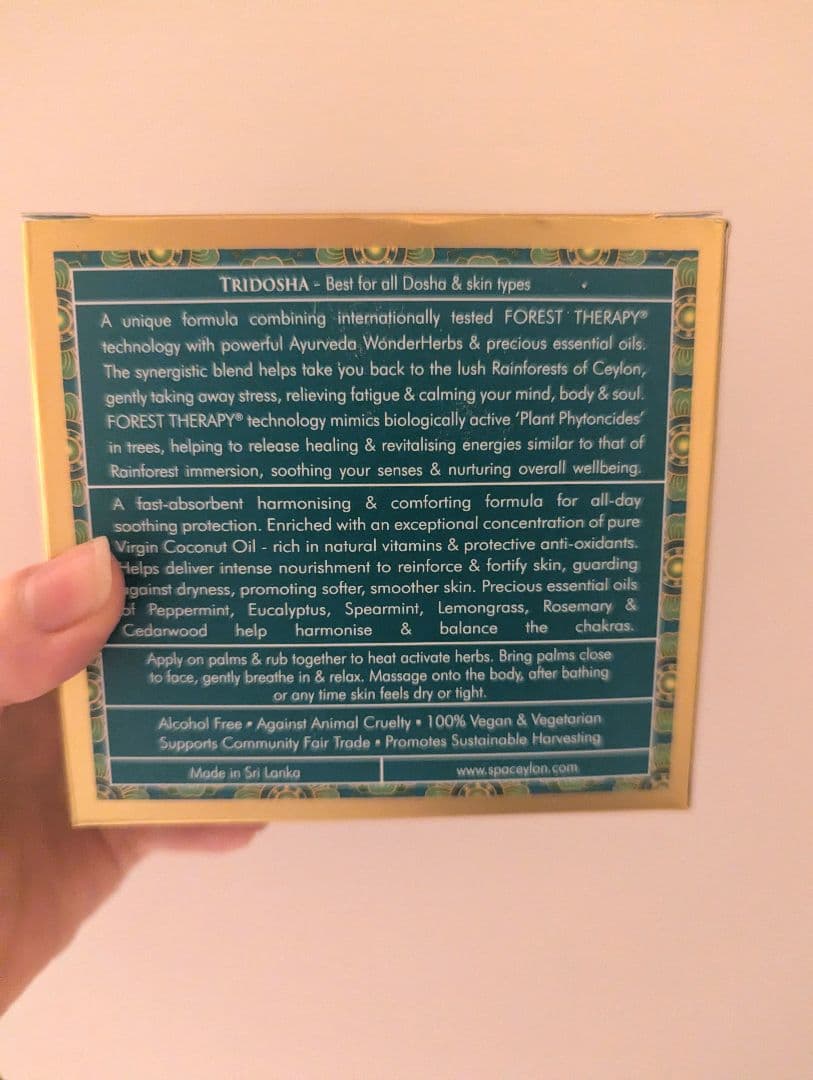 TRIDOSHA - Best for all Dosha & skin types
A unique formula combining internationally tested FOREST THERAPY®
technology with powerful Ayurveda WonderHerbs & precious essential oils.
The synergistic blend helps take you back to the lush Rainforests of Ceylon,
gently taking away stress, relieving fatigue & calming your mind, body & soul.
FOREST THERAPY® technology mimics biologically active 'Plant Phytoncides'
in trees, helping to release healing & revitalising energies similar to that of
Rainforest immersion, soothing your senses & nurturing overall wellbeing.
A fast-absorbent harmonising & comforting formula for all-day
soothing protection. Enriched with an exceptional concentration of pure
Virgin Coconut Oil - rich in natural vitamins & protective anti-oxidants.
Helps deliver intense nourishment to reinforce & fortify skin, guarding
against dryness, promoting softer, smoother skin. Precious essential oils
of Peppermint, Eucalyptus, Spearmint, Lemongrass, Rosemary &
Cedarwood help harmonise & balance the chakras.
Apply on palms & rub together to heat activate herbs. Bring palms close
to face, gently breathe in & relax. Massage onto the body, after bathing
or any time skin feels dry or tight.
Alcohol Free • Against Animal Cruelty • 100% Vegan & Vegetarian
Supports Community Fair Trade • Promotes Sustainable Harvesting
Made in Sri Lanka
www.spaceylon.com